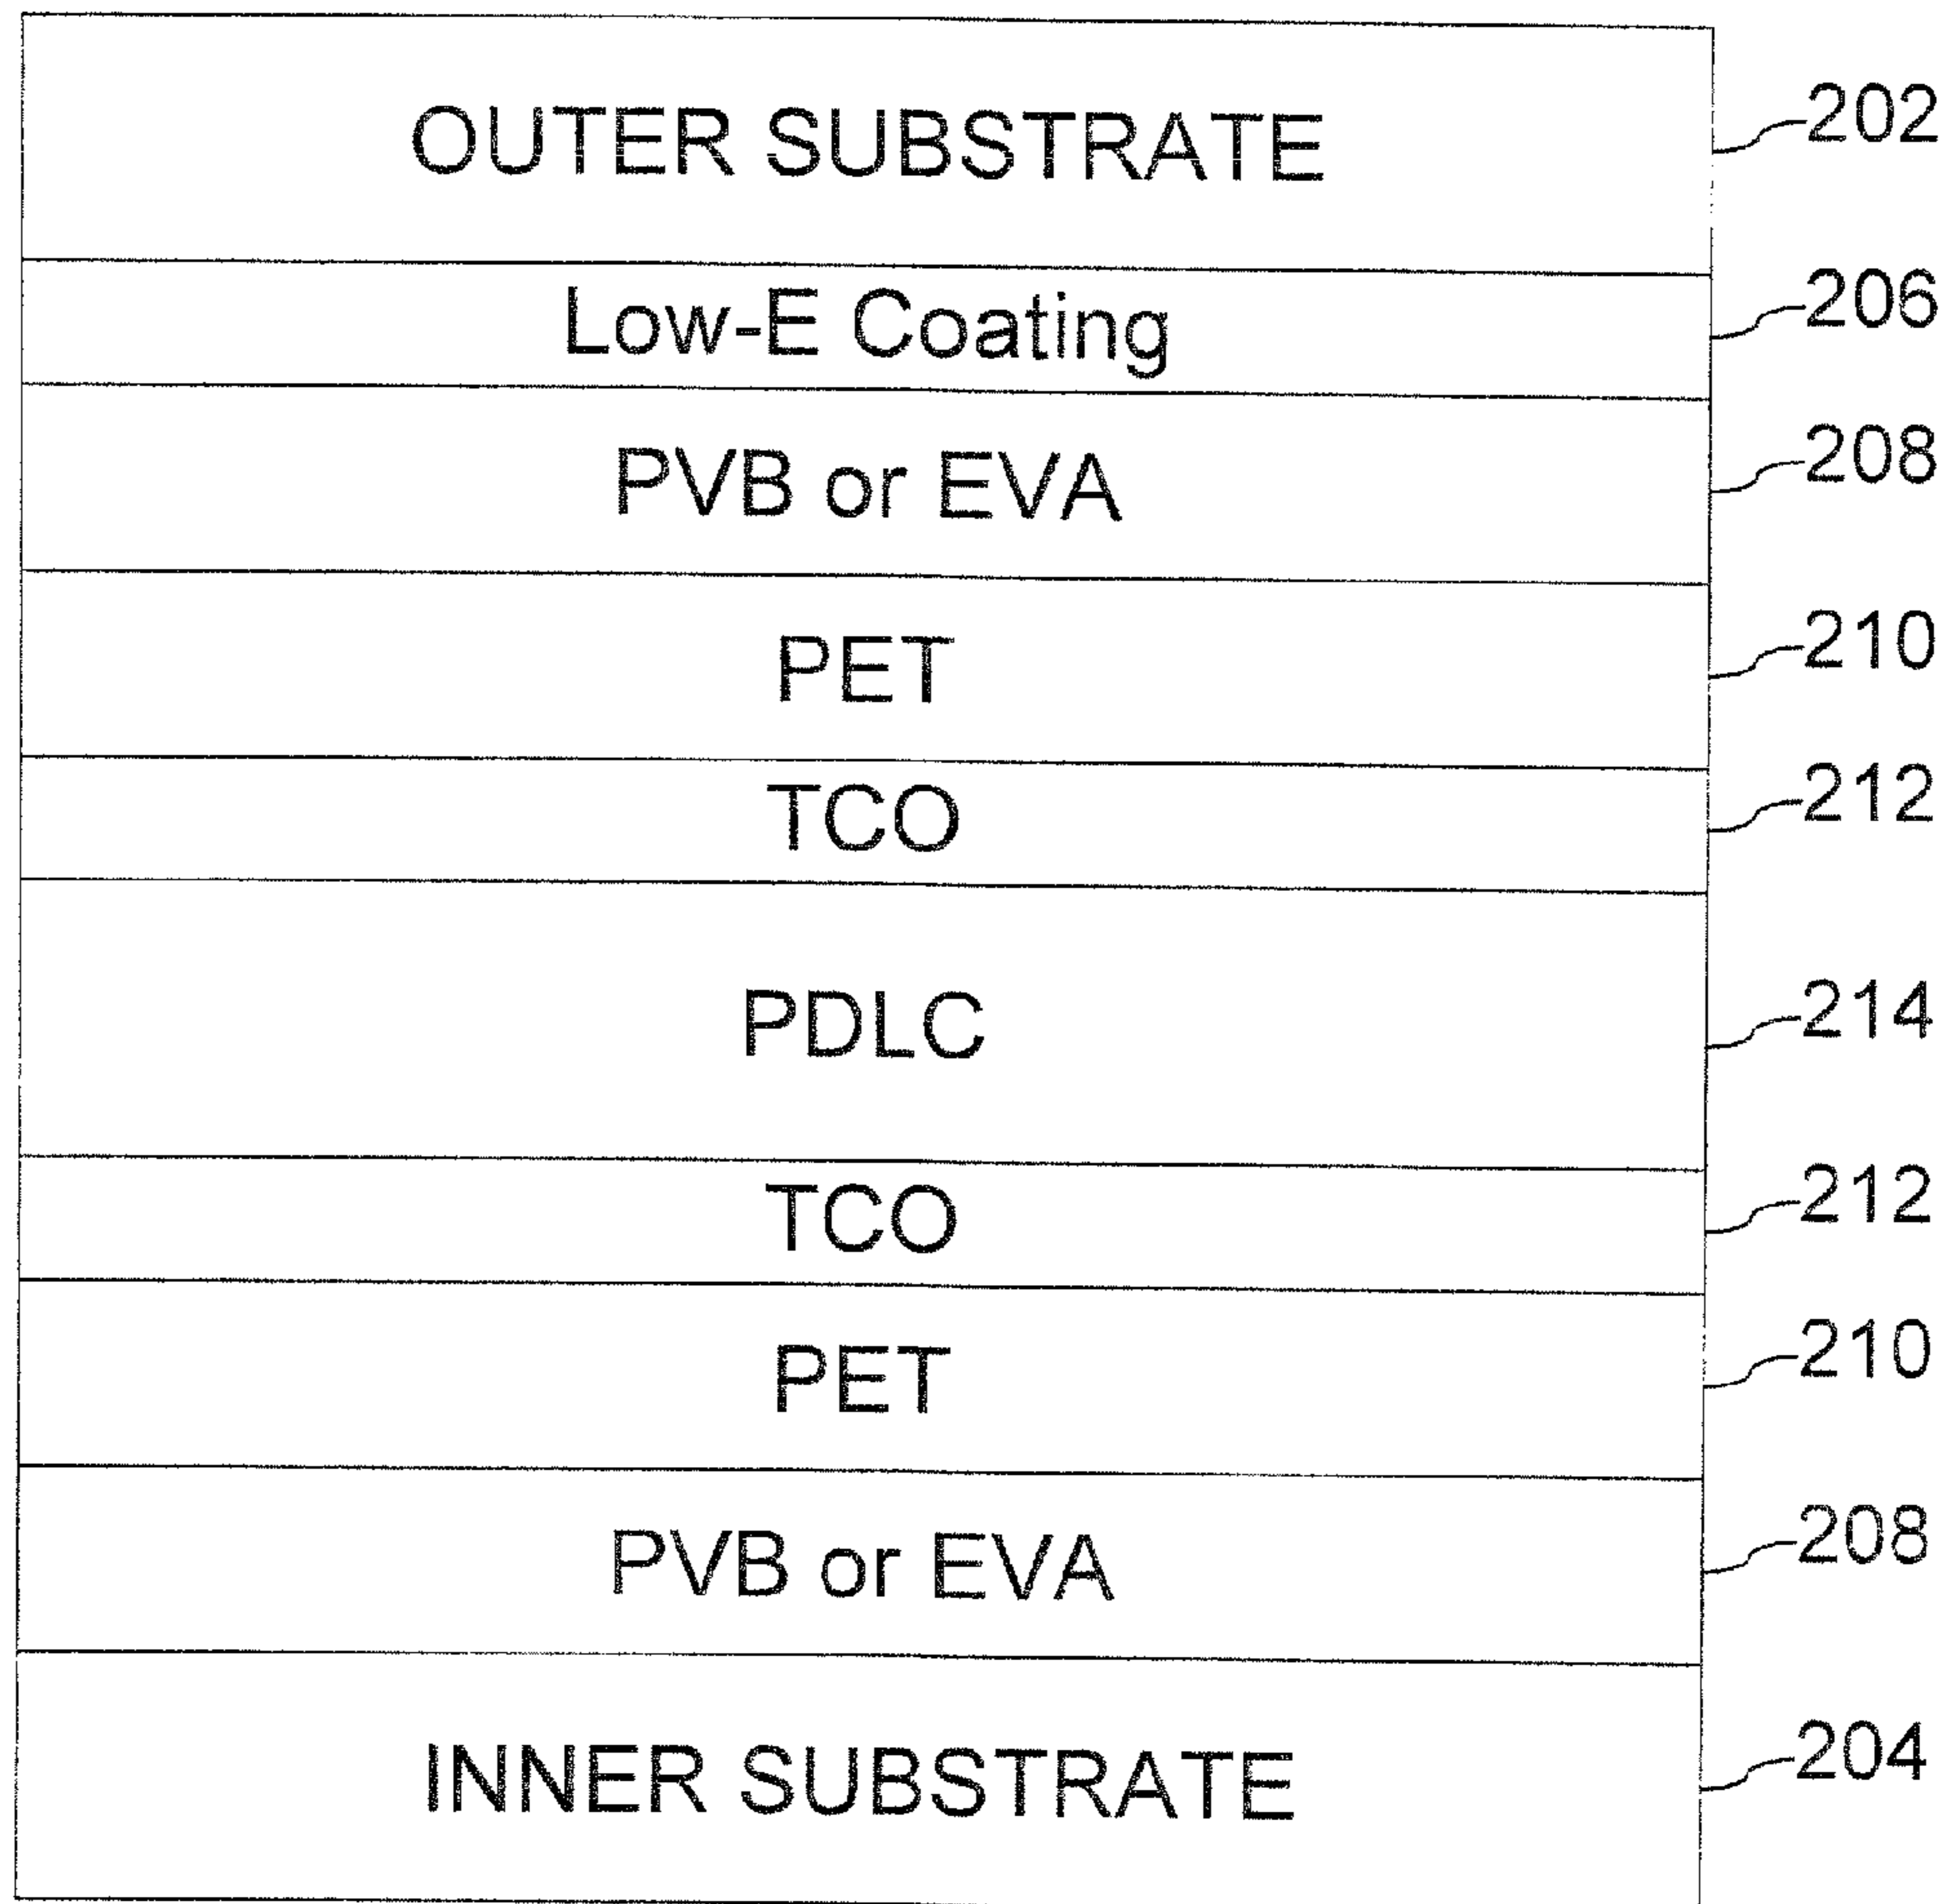 OUTER SUBSTRATE 202
Low-E Coating 206
PVB or EVA 208
PET 210
TCO 212
PDLC 214
TCO 212
PET 210
PVB or EVA 208
INNER SUBSTRATE 204